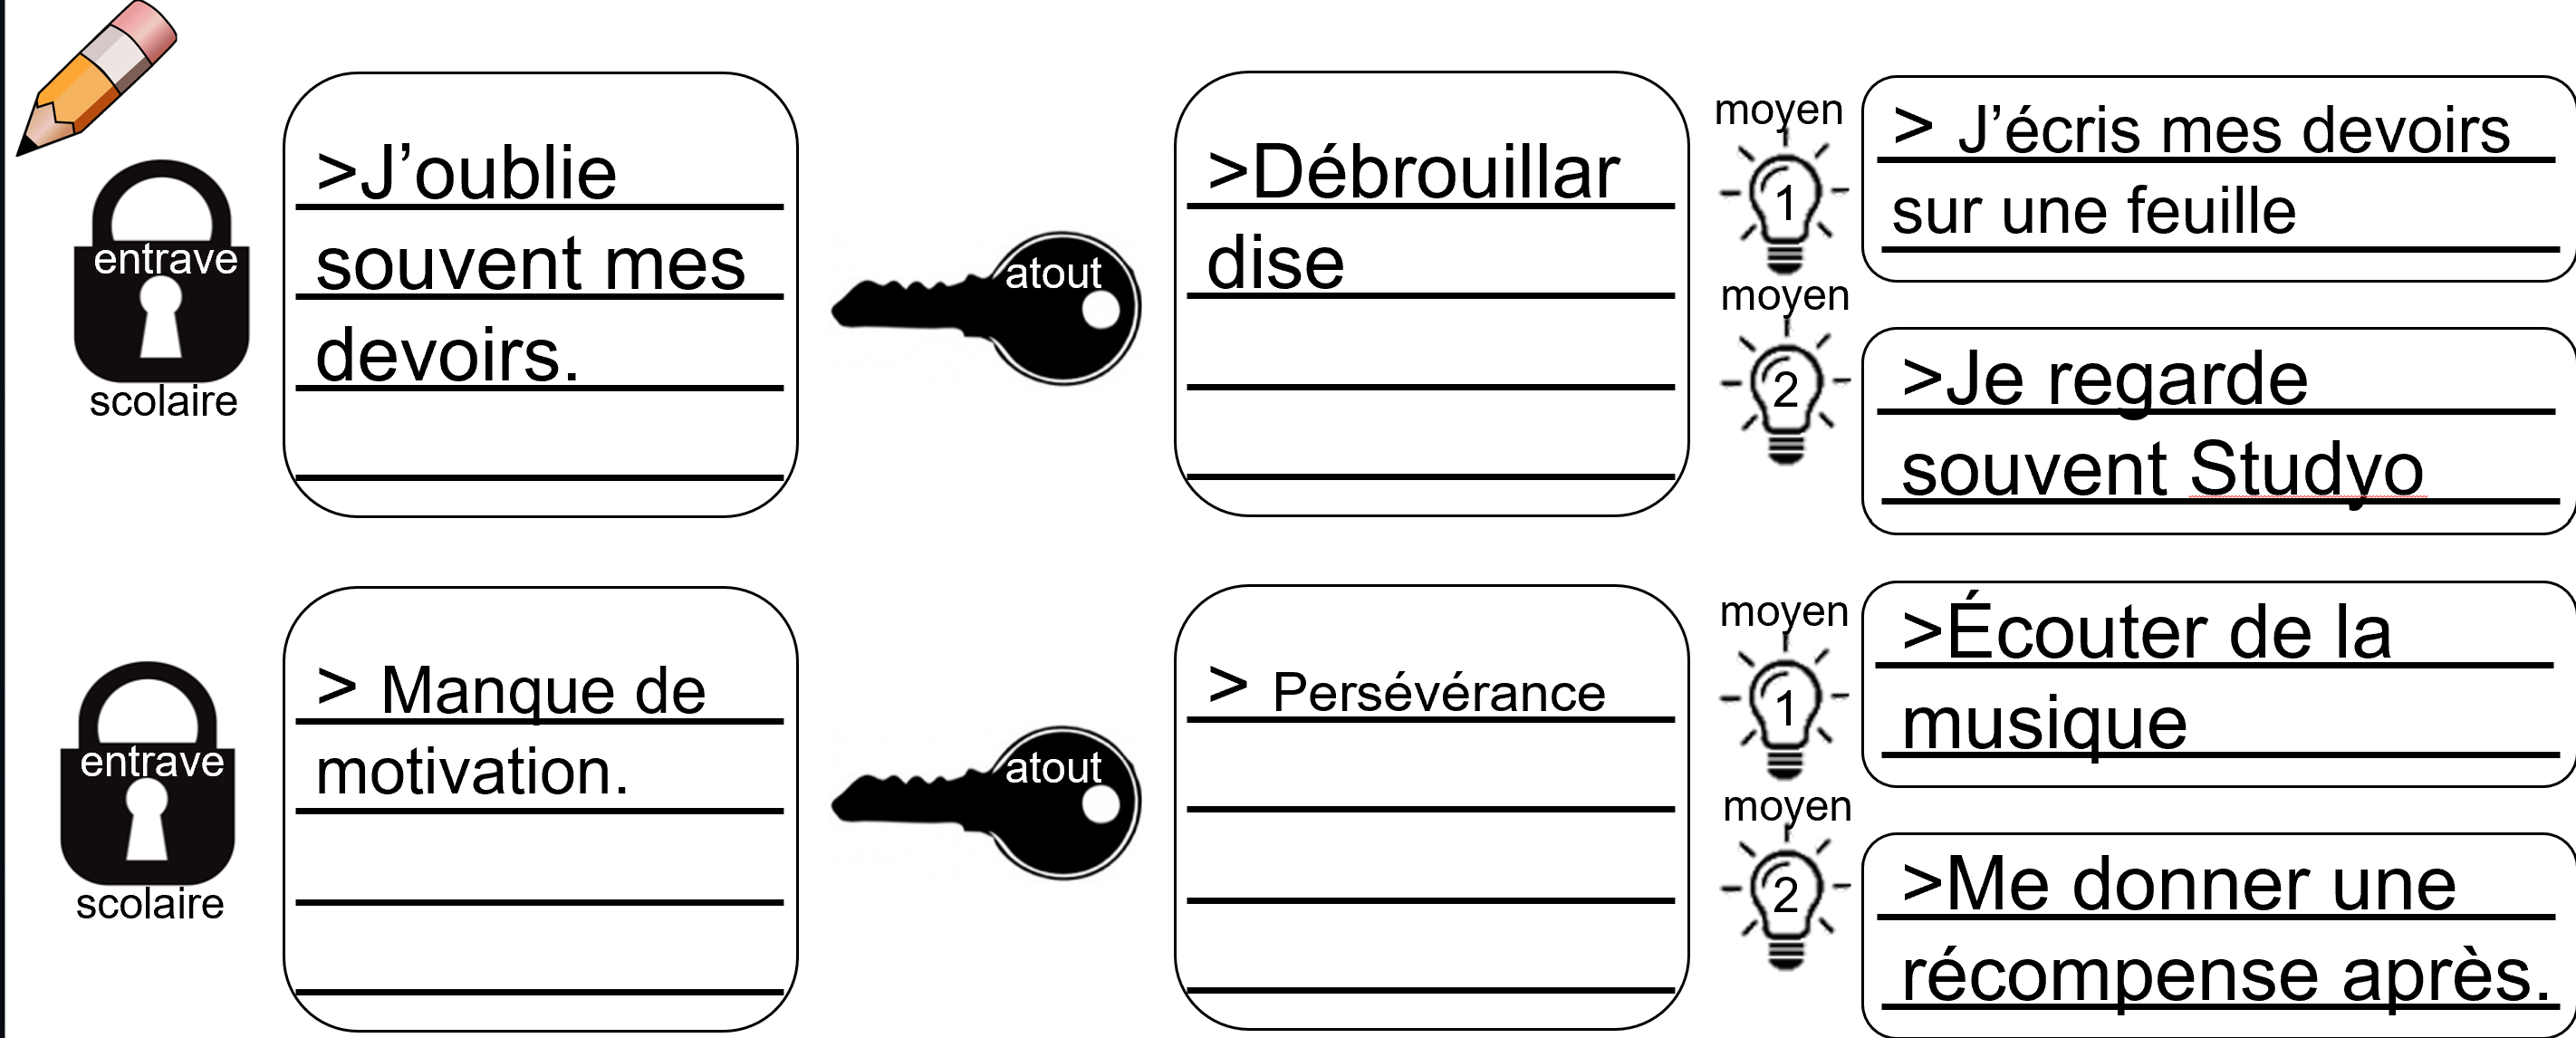 entrave
scolaire
>J’oublie
souvent mes
devoirs.
atout
>Débrouillar
dise
moyen
1
> J’écris mes devoirs
sur une feuille
moyen
2
>Je regarde
souvent Studyo
entrave
scolaire
> Manque de
motivation.
atout
> Persévérance
moyen
1
>Écouter de la
musique
moyen
2
>Me donner une
récompense après.